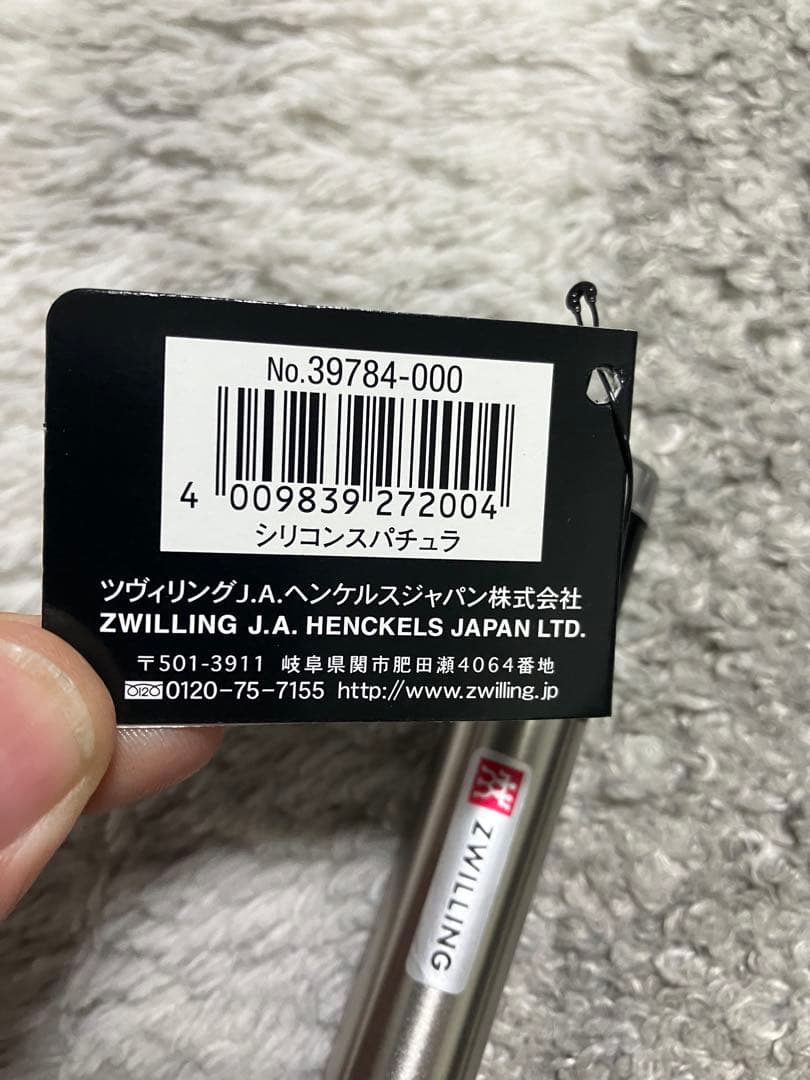 No.39784-000
4 009839 272004
シリコンスパチュラ
ツヴィリングJ.A.ヘンケルスジャパン株式会社
ZWILLING J.A. HENCKELS JAPAN LTD.
〒501-3911 岐阜県関市肥田瀬4064番地
0120-75-7155 http://www.zwilling.jp
ZWILLING